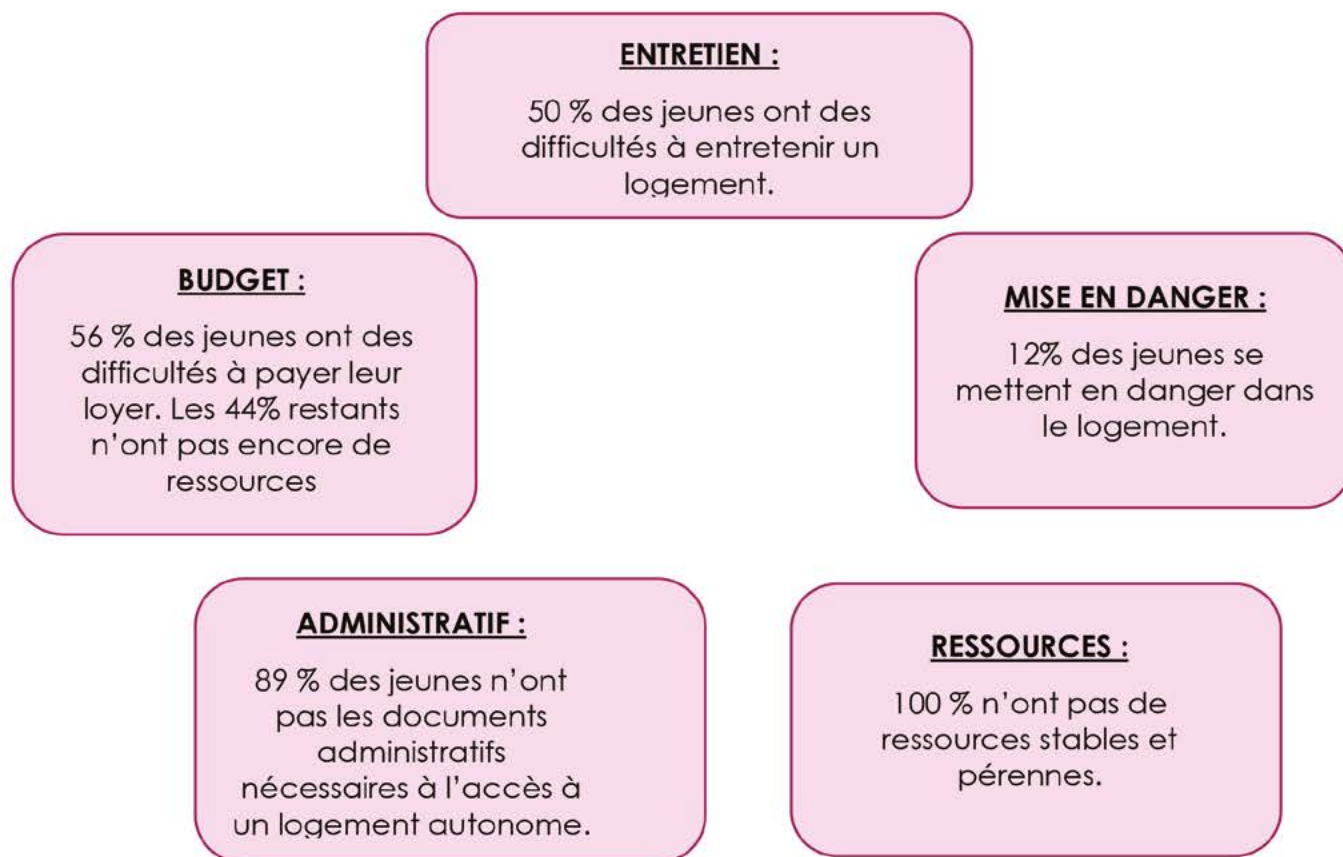 ENTRETIEN :
50 % des jeunes ont des
difficultés à entretenir un
logement.
BUDGET :
56 % des jeunes ont des
difficultés à payer leur
loyer. Les 44% restants
n’ont pas encore de
ressources
MISE EN DANGER :
12% des jeunes se
mettent en danger dans
le logement.
ADMINISTRATIF :
89 % des jeunes n’ont
pas les documents
administratifs
nécessaires à l’accès à
un logement autonome.
RESSOURCES :
100 % n’ont pas de
ressources stables et
pérennes.